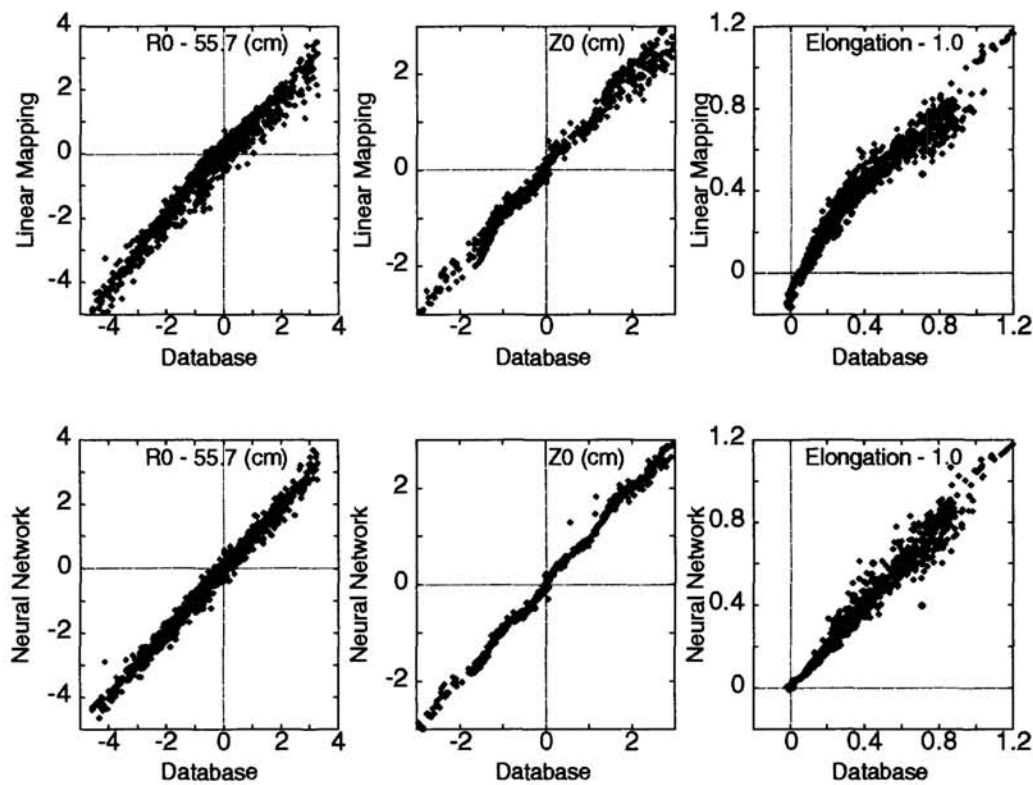 4
2
0
-2
-4
R0 - 55.7 (cm)
Linear Mapping
-4 -2 0 2 4
Database
2
0
-2
Z0 (cm)
Linear Mapping
-2 0 2
Database
1.2
0.8
0.4
0
Elongation - 1.0
Linear Mapping
0 0.4 0.8 1.2
Database
4
2
0
-2
-4
R0 - 55.7 (cm)
Neural Network
-4 -2 0 2 4
Database
2
0
-2
Z0 (cm)
Neural Network
-2 0 2
Database
1.2
0.8
0.4
0
Elongation - 1.0
Neural Network
0 0.4 0.8 1.2
Database